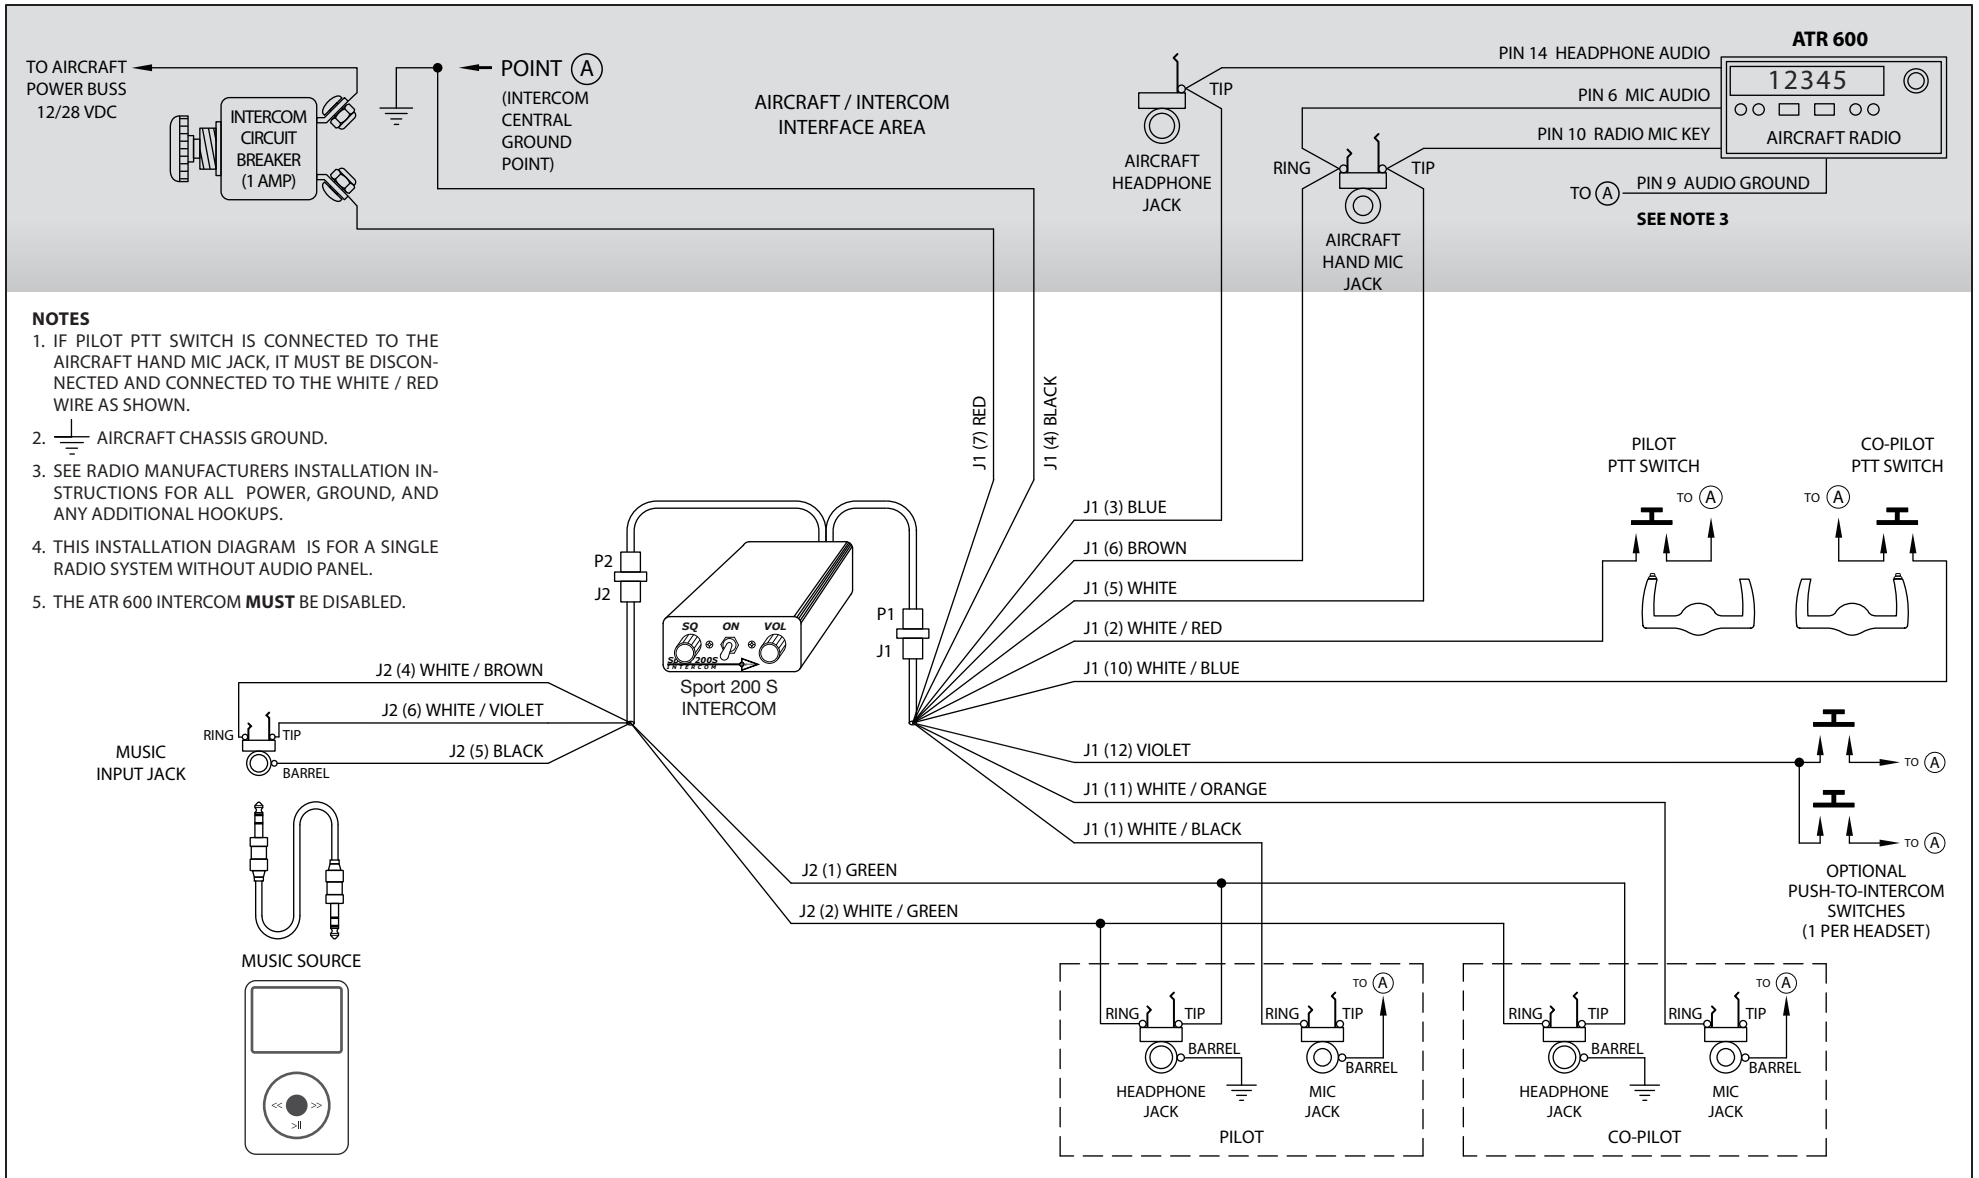 TO AIRCRAFT
POWER BUSS
12/28 VDC
INTERCOM
CIRCUIT
BREAKER
(1 AMP)
POINT A
(INTERCOM
CENTRAL
GROUND
POINT)
AIRCRAFT / INTERCOM
INTERFACE AREA
TIP
AIRCRAFT
HEADPHONE
JACK
RING
TIP
AIRCRAFT
HAND MIC
JACK
PIN 14 HEADPHONE AUDIO
PIN 6 MIC AUDIO
PIN 10 RADIO MIC KEY
ATR 600
12345
AIRCRAFT RADIO
TO A
PIN 9 AUDIO GROUND
SEE NOTE 3
NOTES
1. IF PILOT PTT SWITCH IS CONNECTED TO THE
AIRCRAFT HAND MIC JACK, IT MUST BE DISCON-
NECTED AND CONNECTED TO THE WHITE / RED
WIRE AS SHOWN.
2. AIRCRAFT CHASSIS GROUND.
3. SEE RADIO MANUFACTURERS INSTALLATION IN-
STRUCTIONS FOR ALL POWER, GROUND, AND
ANY ADDITIONAL HOOKUPS.
4. THIS INSTALLATION DIAGRAM IS FOR A SINGLE
RADIO SYSTEM WITHOUT AUDIO PANEL.
5. THE ATR 600 INTERCOM MUST BE DISABLED.
J1 (7) RED
J1 (4) BLACK
J1 (3) BLUE
J1 (6) BROWN
J1 (5) WHITE
J1 (2) WHITE / RED
J1 (10) WHITE / BLUE
J1 (12) VIOLET
J1 (11) WHITE / ORANGE
J1 (1) WHITE / BLACK
PILOT
PTT SWITCH
TO A
CO-PILOT
PTT SWITCH
TO A
P2
J2
P1
J1
SQ ON VOL
200S
INTERCOM
Sport 200 S
INTERCOM
J2 (4) WHITE / BROWN
J2 (6) WHITE / VIOLET
J2 (5) BLACK
RING
TIP
BARREL
MUSIC
INPUT JACK
MUSIC SOURCE
<< >>
>II
J2 (1) GREEN
J2 (2) WHITE / GREEN
TO A
TO A
OPTIONAL
PUSH-TO-INTERCOM
SWITCHES
(1 PER HEADSET)
RING
TIP
BARREL
HEADPHONE
JACK
RING
TIP
TO A
BARREL
MIC
JACK
PILOT
RING
TIP
BARREL
HEADPHONE
JACK
RING
TIP
TO A
BARREL
MIC
JACK
CO-PILOT